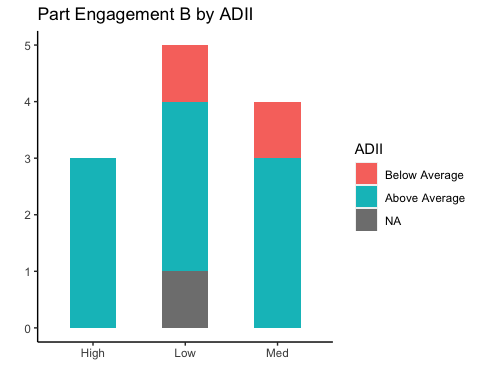 Part Engagement B by ADII
5
4
3
2
1
0
High
Low
Med
ADII
Below Average
Above Average
NA